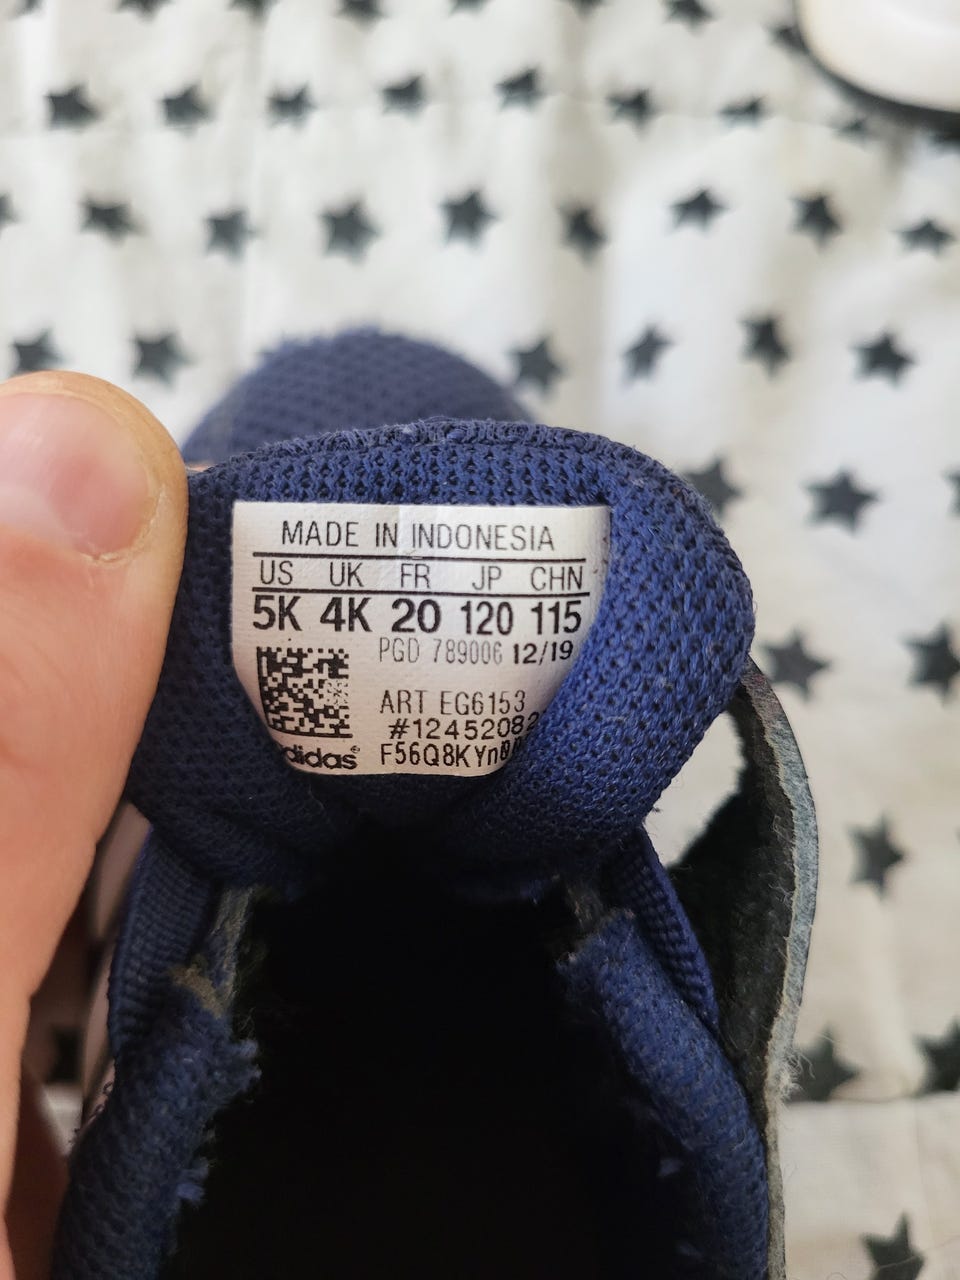 MADE IN INDONESIA
US UK FR JP CHN
5K 4K 20 120 115
PGD 789006 12/19
ART EG6153
#12452082
adidas®